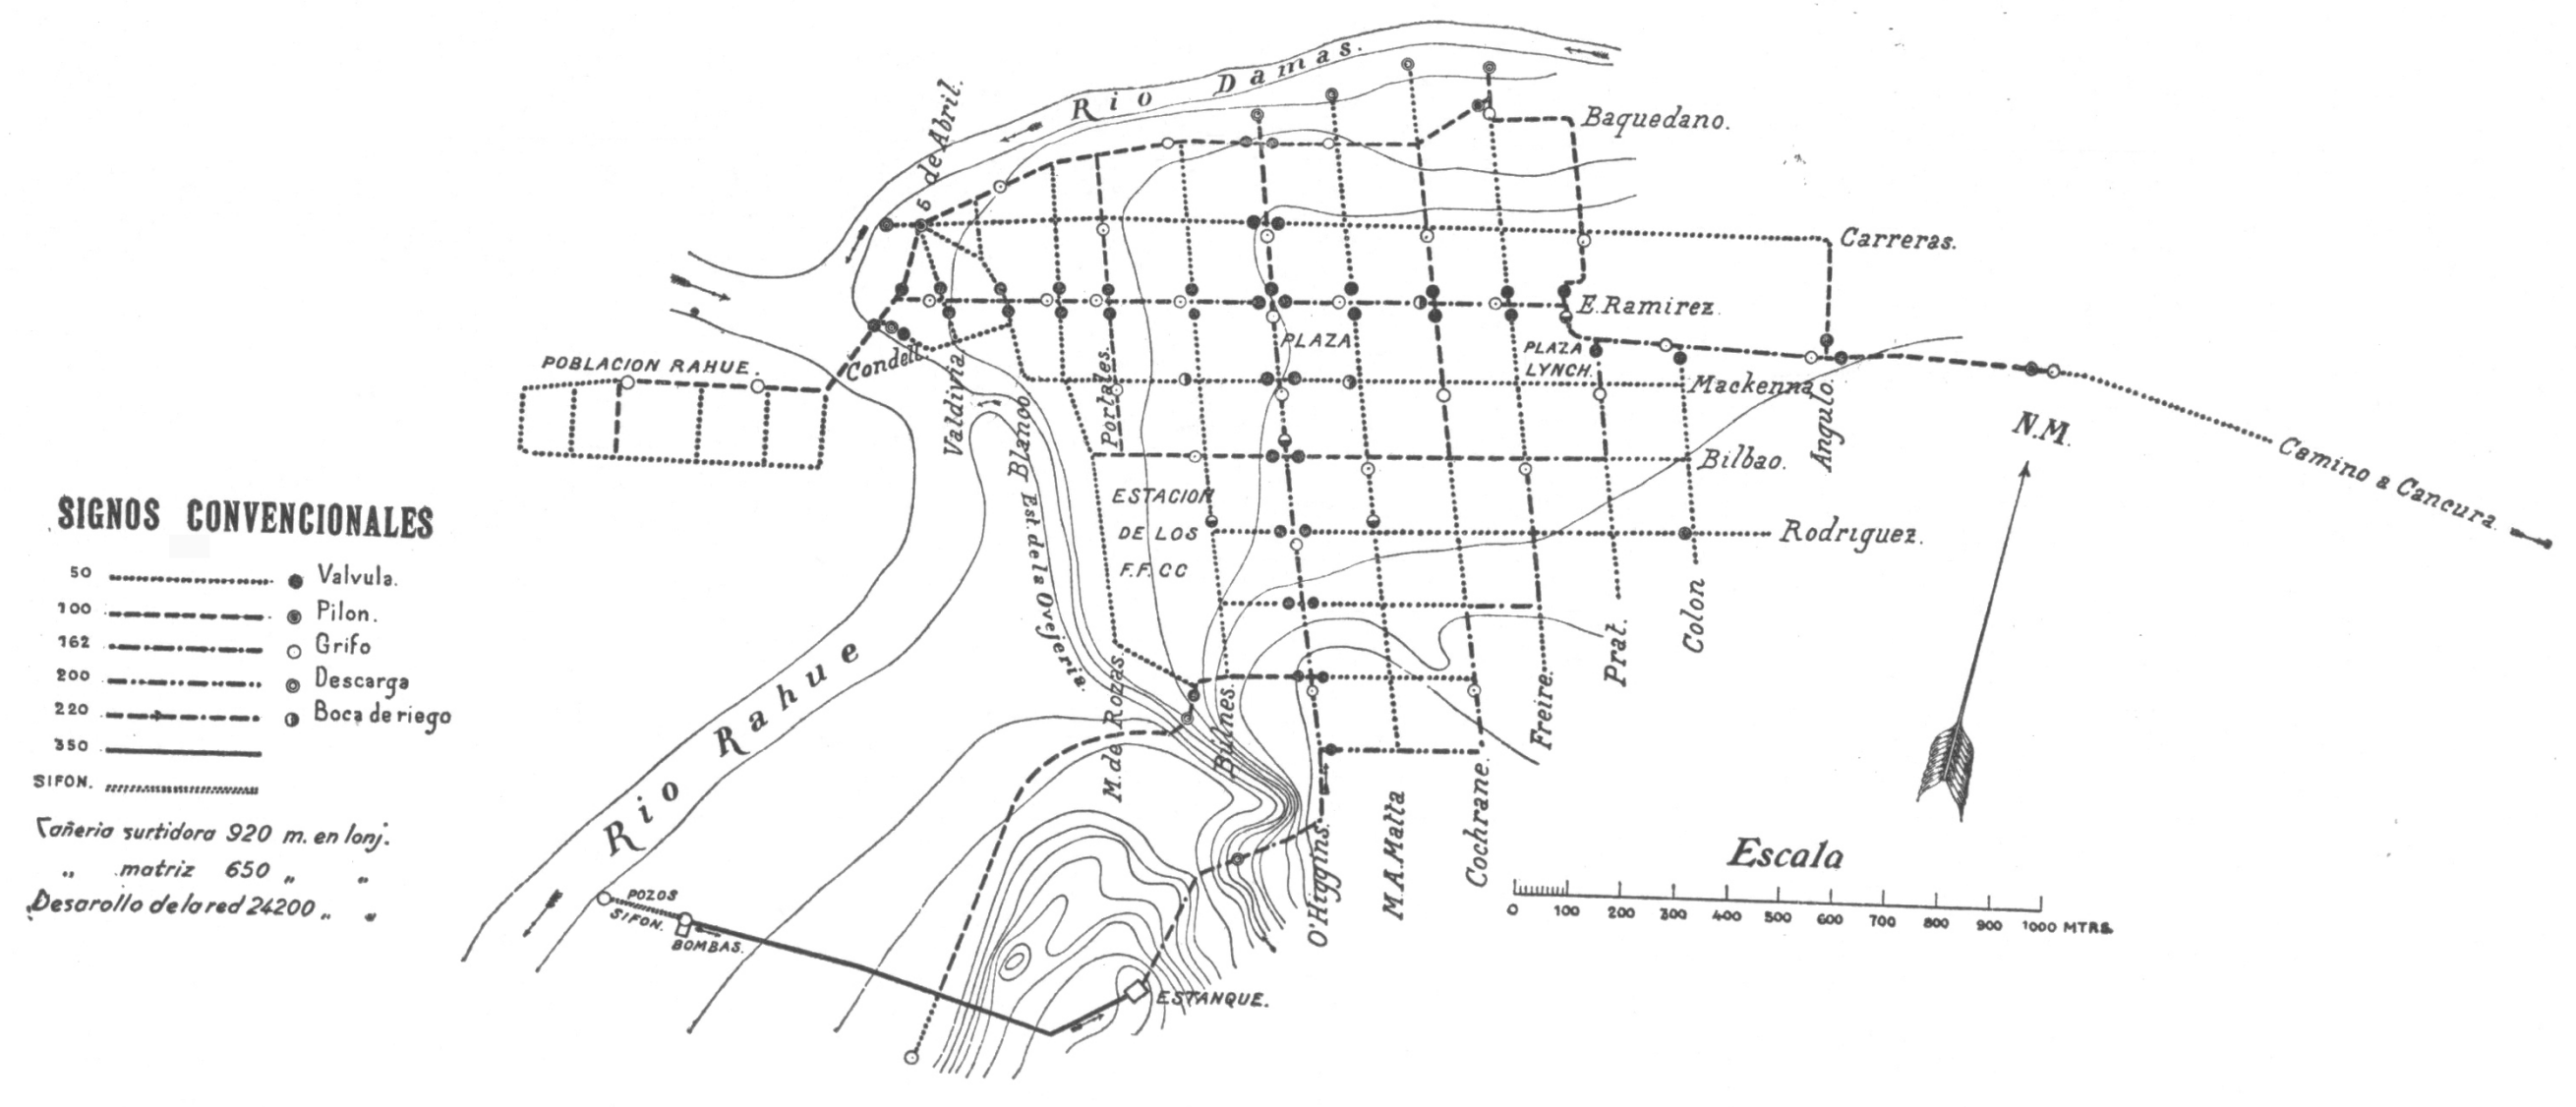 Rio Damas.
5 de Abril.
Baquedano.
Carreras.
E. Ramirez.
PLAZA
PLAZA
LYNCH.
POBLACION RAHUE.
Condell.
Valdivia
Blanco
Portales.
Mackenna
Angulo.
N.M.
Bilbao.
Camino a Cancura.
ESTACION
DE LOS
F.F. CC
Rodriguez.
Est. de la Ovejeria.
Rio Rahue
M. de Rozas.
Bulnes.
Prat.
Colon
Freire.
O'Higgins.
M.A. Malta
Cochrane.
POZOS
SIFON.
BOMBAS.
ESTANQUE.
SIGNOS CONVENCIONALES
50 Valvula.
100 Pilon.
162 Grifo
200 Descarga
220 Boca de riego
350
SIFON.
Cañeria surtidora 920 m. en lonj.
„ matriz 650 „ „
Desarollo de la red 24200 „ „
Escala
0 100 200 300 400 500 600 700 800 900 1000 MTRS.